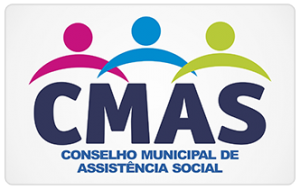 CMAS
CONSELHO MUNICIPAL DE
ASSISTÊNCIA SOCIAL